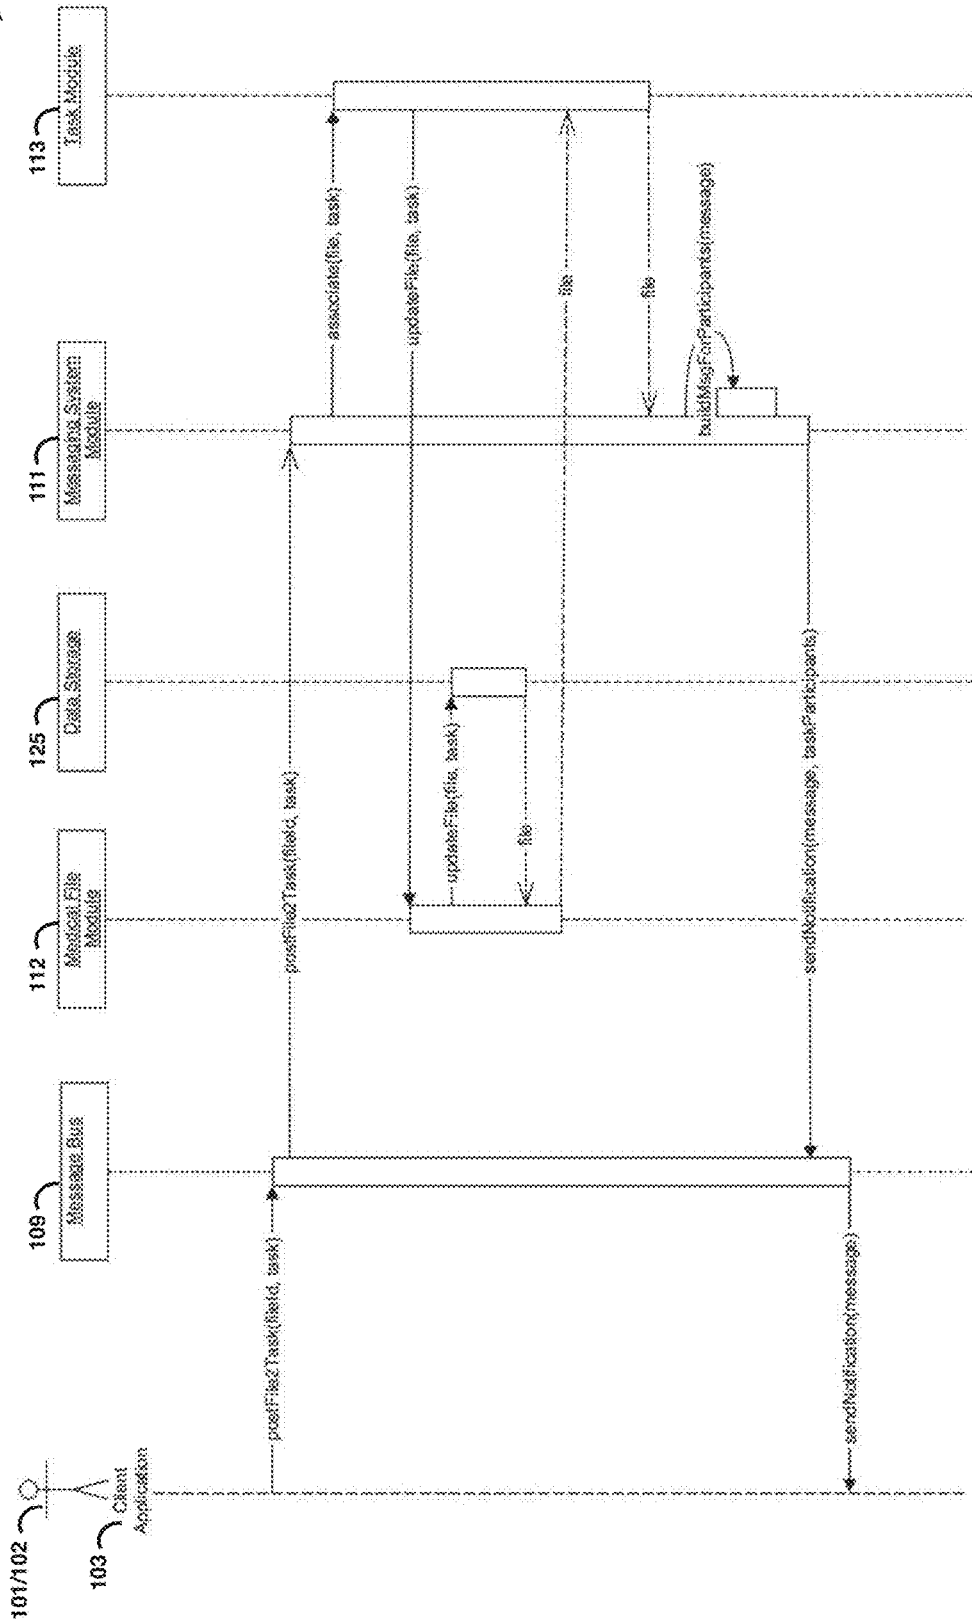 101/102
103
Client
Application
109
Message Bus
112
Medical File
Module
125
Data Storage
111
Messaging System
Module
113
Task Module
postFile2Task(fileId, task)
postFile2Task(fileId, task)
associate(file, task)
updateFile(file, task)
updateFile(file, task)
file
file
file
buildMsgForParticipants(message)
sendNotification(message, taskParticipants)
sendNotification(message)